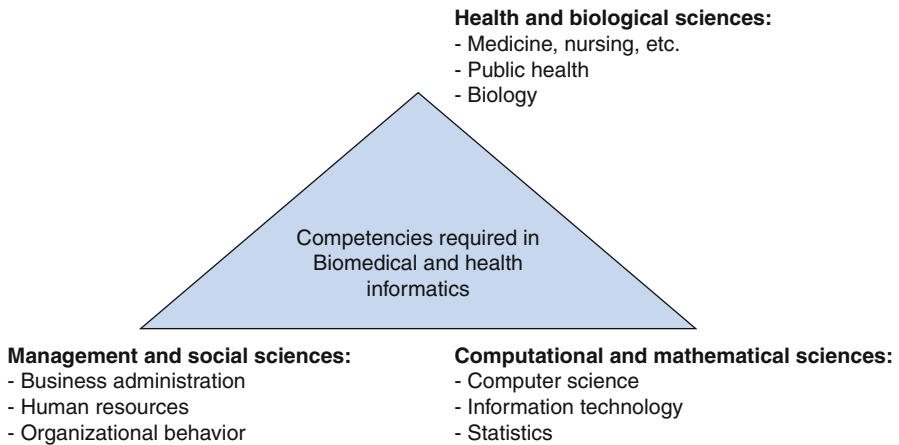 Health and biological sciences:
- Medicine, nursing, etc.
- Public health
- Biology
Competencies required in
Biomedical and health
informatics
Management and social sciences:
- Business administration
- Human resources
- Organizational behavior
Computational and mathematical sciences:
- Computer science
- Information technology
- Statistics